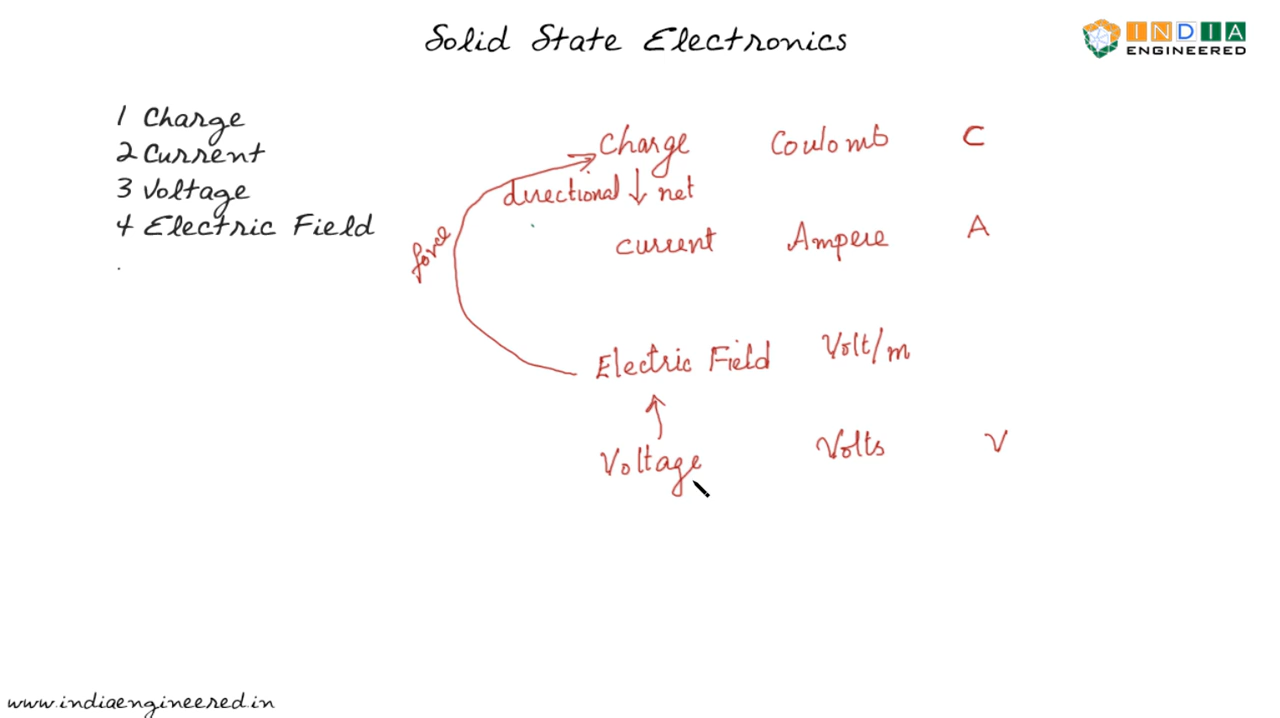 Solid State Electronics
INDIA
ENGINEERED
1 Charge
2 Current
3 Voltage
4 Electric Field
Charge Coulomb C
directional ↓ net
current Ampere A
force
Electric Field Volt/m
↑
Voltage Volts V
www.indiaengineered.in